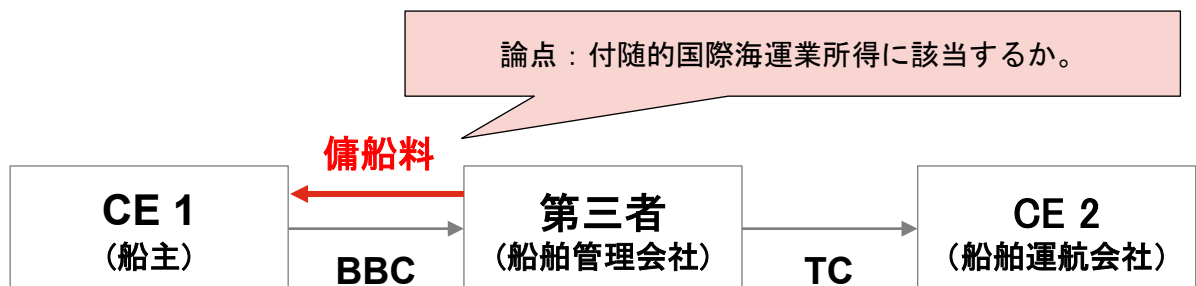 論点：付随的国際海運業所得に該当するか。
傭船料
CE 1
（船主）
BBC
第三者
（船舶管理会社）
TC
CE 2
（船舶運航会社）